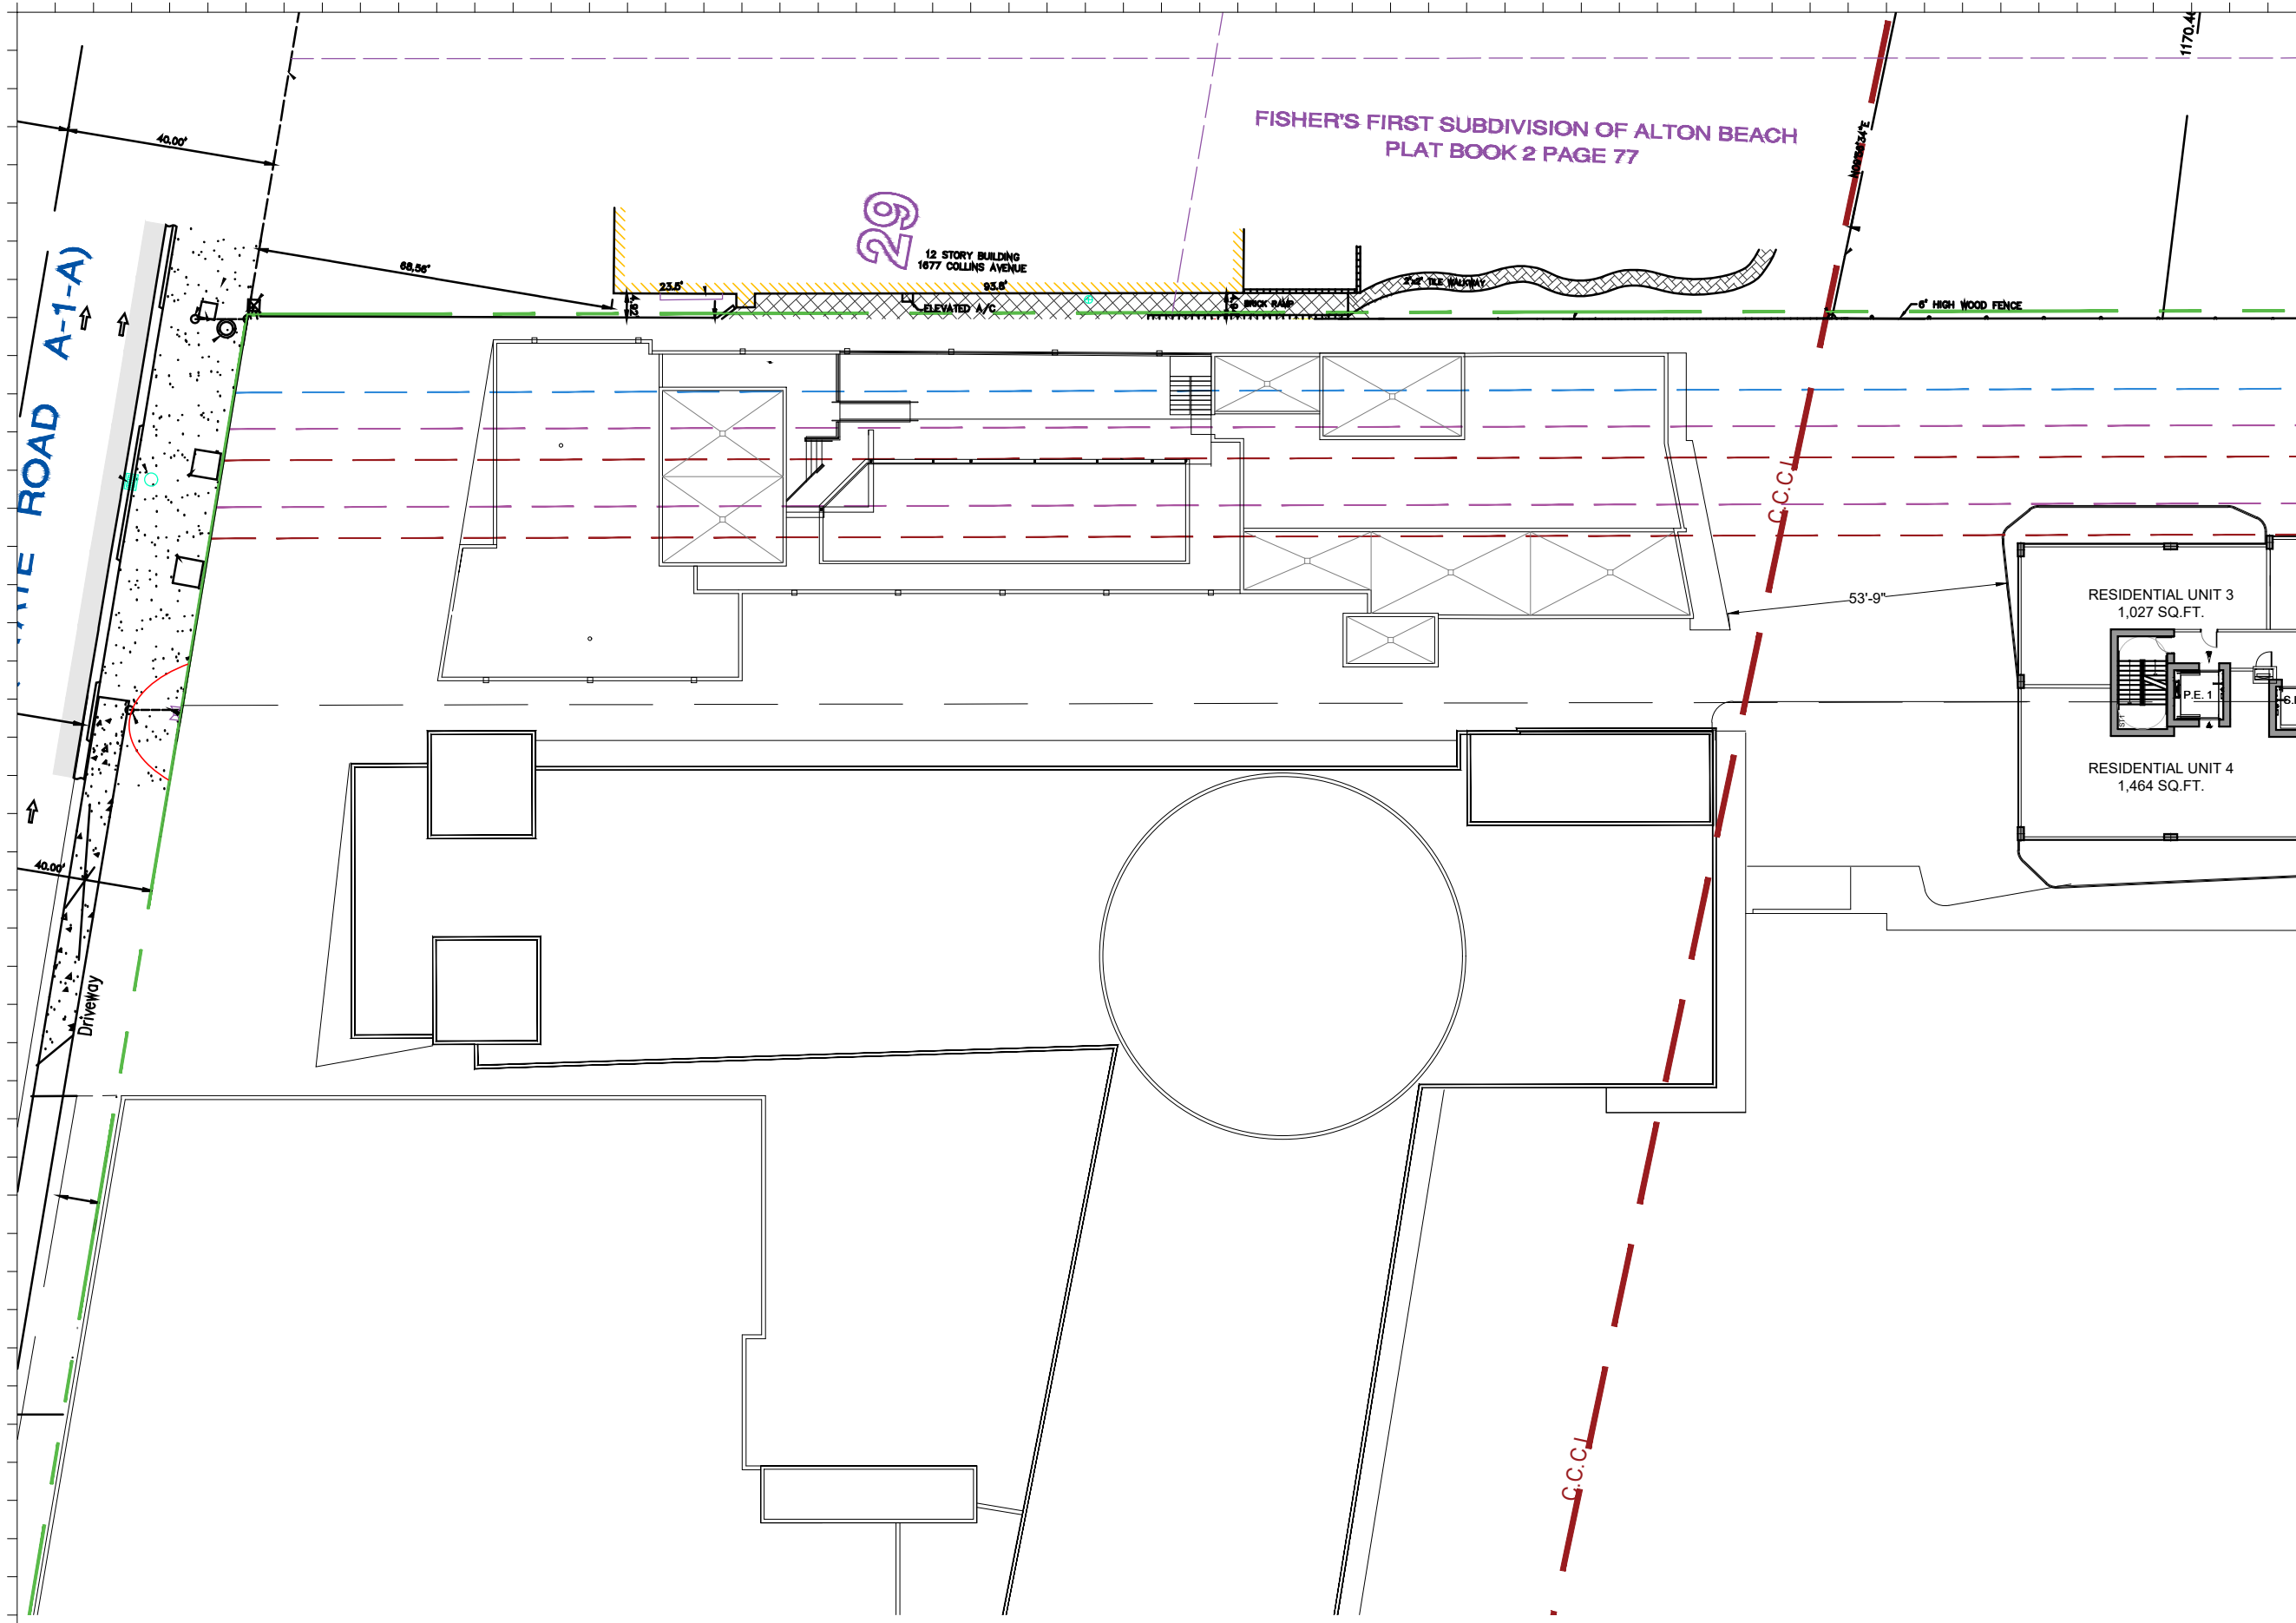 1170.4
40.00'
FISHER'S FIRST SUBDIVISION OF ALTON BEACH
PLAT BOOK 2 PAGE 77
29
12 STORY BUILDING
1677 COLLINS AVENUE
68.56'
23.5'
93.8'
ELEVATED A/C
BRICK RAMP
2'x2' TILE WALKWAY
6' HIGH WOOD FENCE
ROAD A-1-A)
C.C.C.L
53'-9"
RESIDENTIAL UNIT 3
1,027 SQ.FT.
P.E. 1
RESIDENTIAL UNIT 4
1,464 SQ.FT.
40.00'
Driveway
C.C.C.L